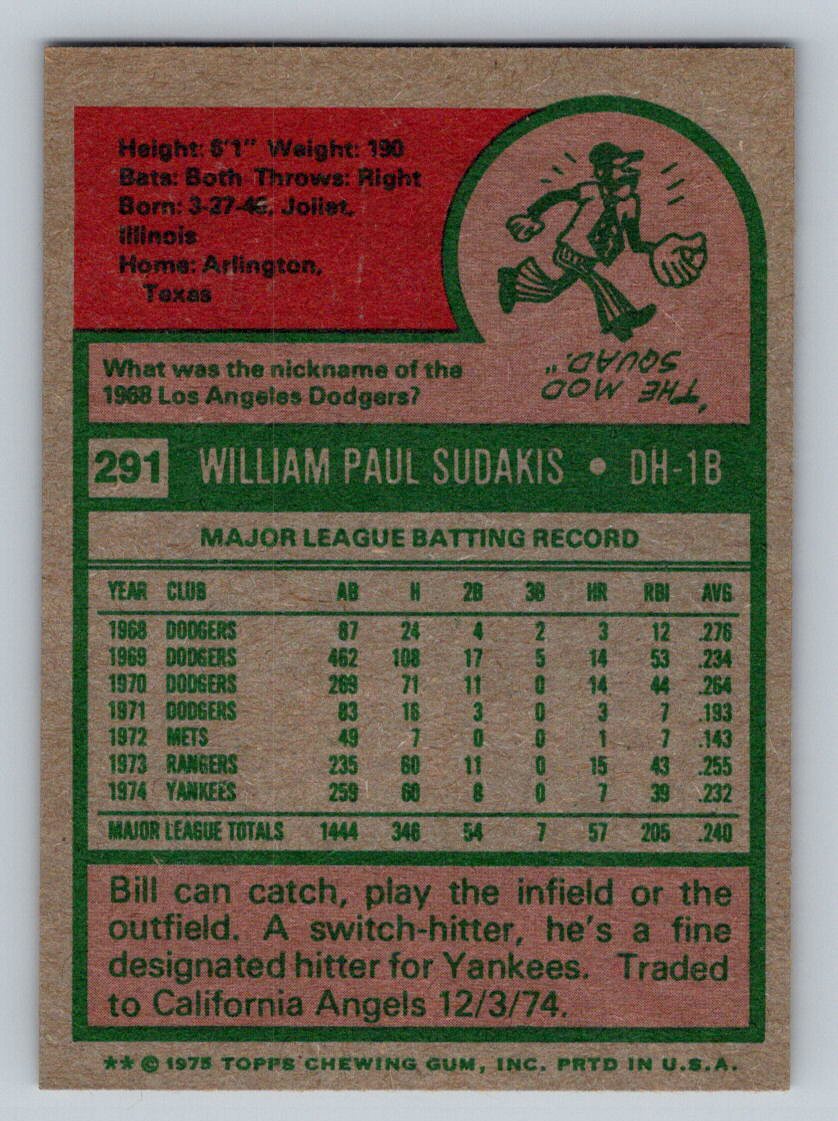 Height: 6'1" Weight: 190
Bats: Both Throws: Right
Born: 3-27-46, Joliet,
Illinois
Home: Arlington,
Texas
What was the nickname of the
1968 Los Angeles Dodgers?
"THE MOD
SQUAD."
291 WILLIAM PAUL SUDAKIS • DH-1B
MAJOR LEAGUE BATTING RECORD
YEAR CLUB AB H 2B 3B HR RBI AVG
1968 DODGERS 87 24 4 2 3 12 .276
1969 DODGERS 462 108 17 5 14 53 .234
1970 DODGERS 269 71 11 0 14 44 .264
1971 DODGERS 83 16 3 0 3 7 .193
1972 METS 49 7 0 0 1 7 .143
1973 RANGERS 235 60 11 0 15 43 .255
1974 YANKEES 259 60 8 0 7 39 .232
MAJOR LEAGUE TOTALS 1444 346 54 7 57 205 .240
Bill can catch, play the infield or the
outfield. A switch-hitter, he's a fine
designated hitter for Yankees. Traded
to California Angels 12/3/74.
** © 1975 TOPPS CHEWING GUM, INC. PRTD IN U.S.A.